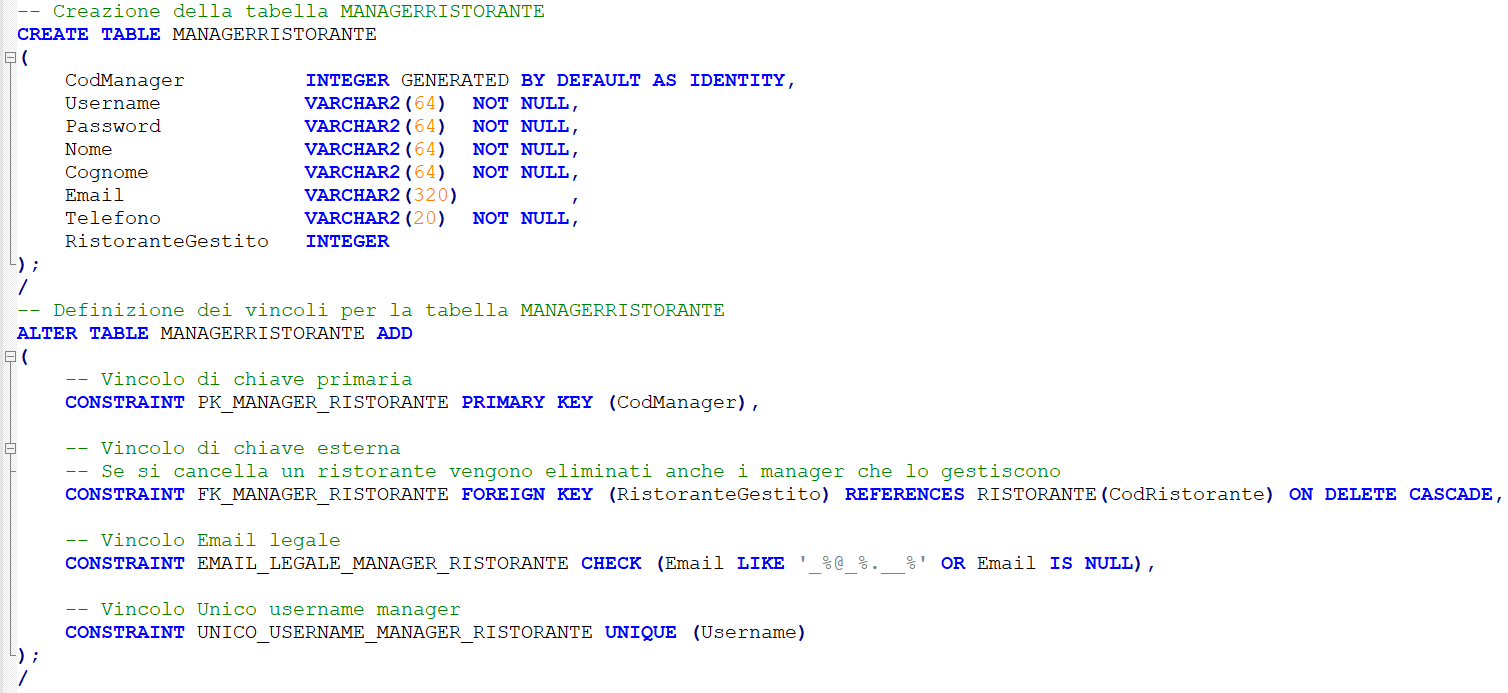 -- Creazione della tabella MANAGERRISTORANTE
CREATE TABLE MANAGERRISTORANTE
(
    CodManager          INTEGER GENERATED BY DEFAULT AS IDENTITY,
    Username            VARCHAR2(64)  NOT NULL,
    Password            VARCHAR2(64)  NOT NULL,
    Nome                VARCHAR2(64)  NOT NULL,
    Cognome             VARCHAR2(64)  NOT NULL,
    Email               VARCHAR2(320)         ,
    Telefono            VARCHAR2(20)  NOT NULL,
    RistoranteGestito   INTEGER
);
/
-- Definizione dei vincoli per la tabella MANAGERRISTORANTE
ALTER TABLE MANAGERRISTORANTE ADD
(
    -- Vincolo di chiave primaria
    CONSTRAINT PK_MANAGER_RISTORANTE PRIMARY KEY (CodManager),
    -- Vincolo di chiave esterna
    -- Se si cancella un ristorante vengono eliminati anche i manager che lo gestiscono
    CONSTRAINT FK_MANAGER_RISTORANTE FOREIGN KEY (RistoranteGestito) REFERENCES RISTORANTE(CodRistorante) ON DELETE CASCADE,
    -- Vincolo Email legale
    CONSTRAINT EMAIL_LEGALE_MANAGER_RISTORANTE CHECK (Email LIKE '_%@_%.__%' OR Email IS NULL),
    -- Vincolo Unico username manager
    CONSTRAINT UNICO_USERNAME_MANAGER_RISTORANTE UNIQUE (Username)
);
/